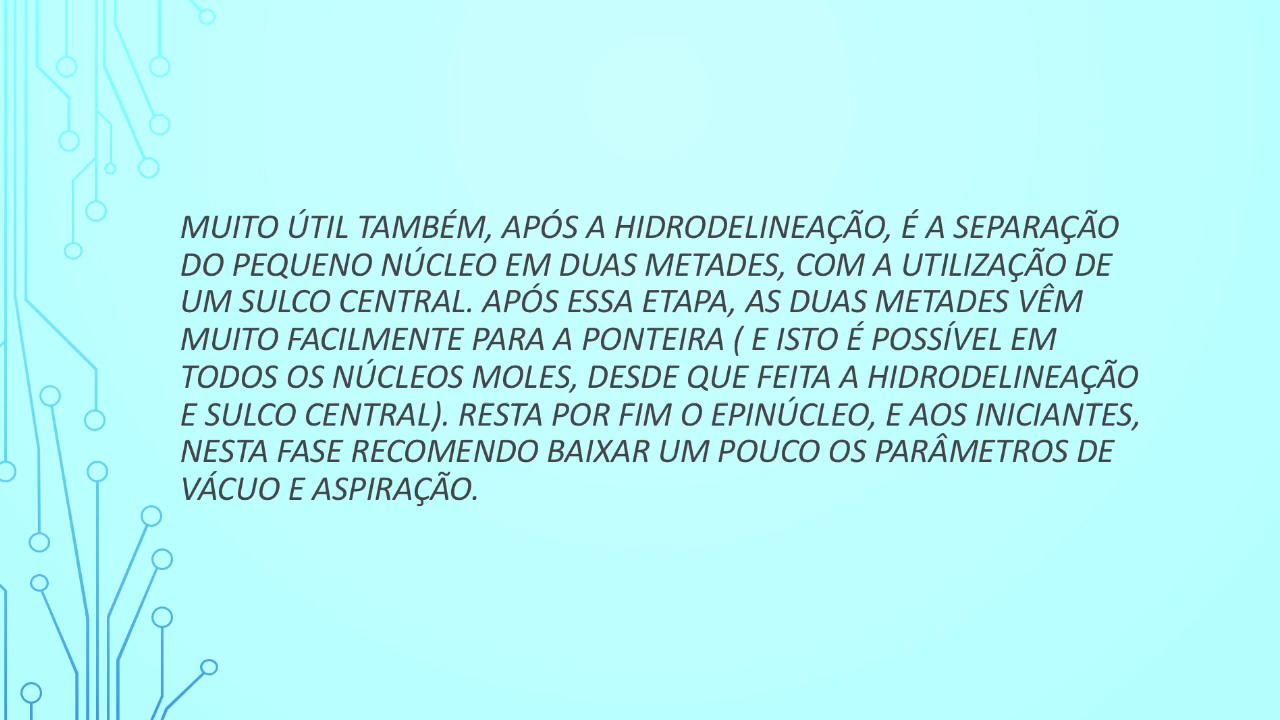 MUITO ÚTIL TAMBÉM, APÓS A HIDRODELINEAÇÃO, É A SEPARAÇÃO
DO PEQUENO NÚCLEO EM DUAS METADES, COM A UTILIZAÇÃO DE
UM SULCO CENTRAL. APÓS ESSA ETAPA, AS DUAS METADES VÊM
MUITO FACILMENTE PARA A PONTEIRA ( E ISTO É POSSÍVEL EM
TODOS OS NÚCLEOS MOLES, DESDE QUE FEITA A HIDRODELINEAÇÃO
E SULCO CENTRAL). RESTA POR FIM O EPINÚCLEO, E AOS INICIANTES,
NESTA FASE RECOMENDO BAIXAR UM POUCO OS PARÂMETROS DE
VÁCUO E ASPIRAÇÃO.